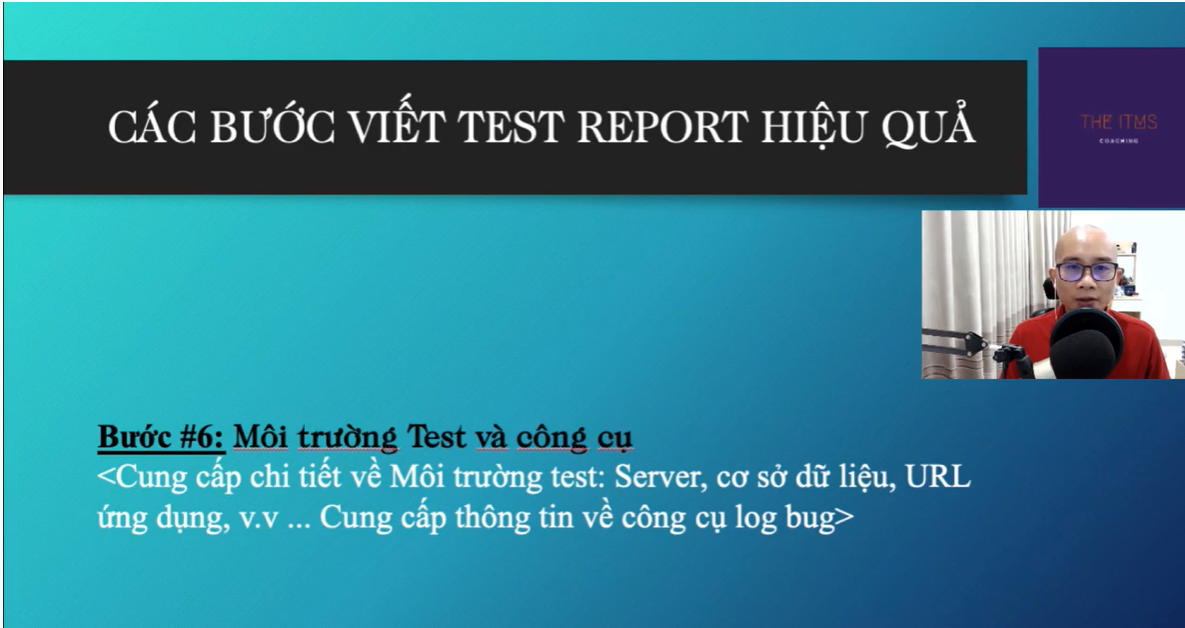 CÁC BƯỚC VIẾT TEST REPORT HIỆU QUẢ
THE ITMS
COACHING
Bước #6: Môi trường Test và công cụ
<Cung cấp chi tiết về Môi trường test: Server, cơ sở dữ liệu, URL
ứng dụng, v.v ... Cung cấp thông tin về công cụ log bug>